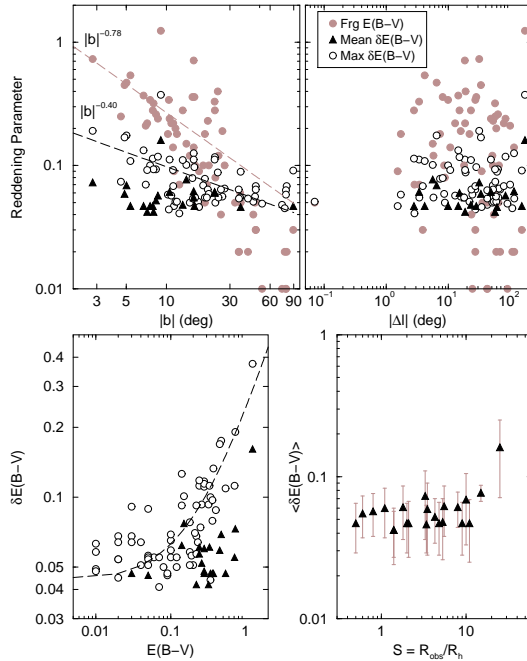 |b|^−0.78
|b|^−0.40
Reddening Parameter
1
0.1
0.01
3
5
10
30
60
90
|b| (deg)
Frg E(B−V)
Mean δE(B−V)
Max δE(B−V)
10^-1
10^0
10^1
10^2
|Δl| (deg)
δE(B−V)
0.4
0.3
0.2
0.1
0.05
0.04
0.03
0.01
0.1
1
E(B−V)
<δE(B−V)>
1
0.1
0.01
1
10
S = R_obs/R_h